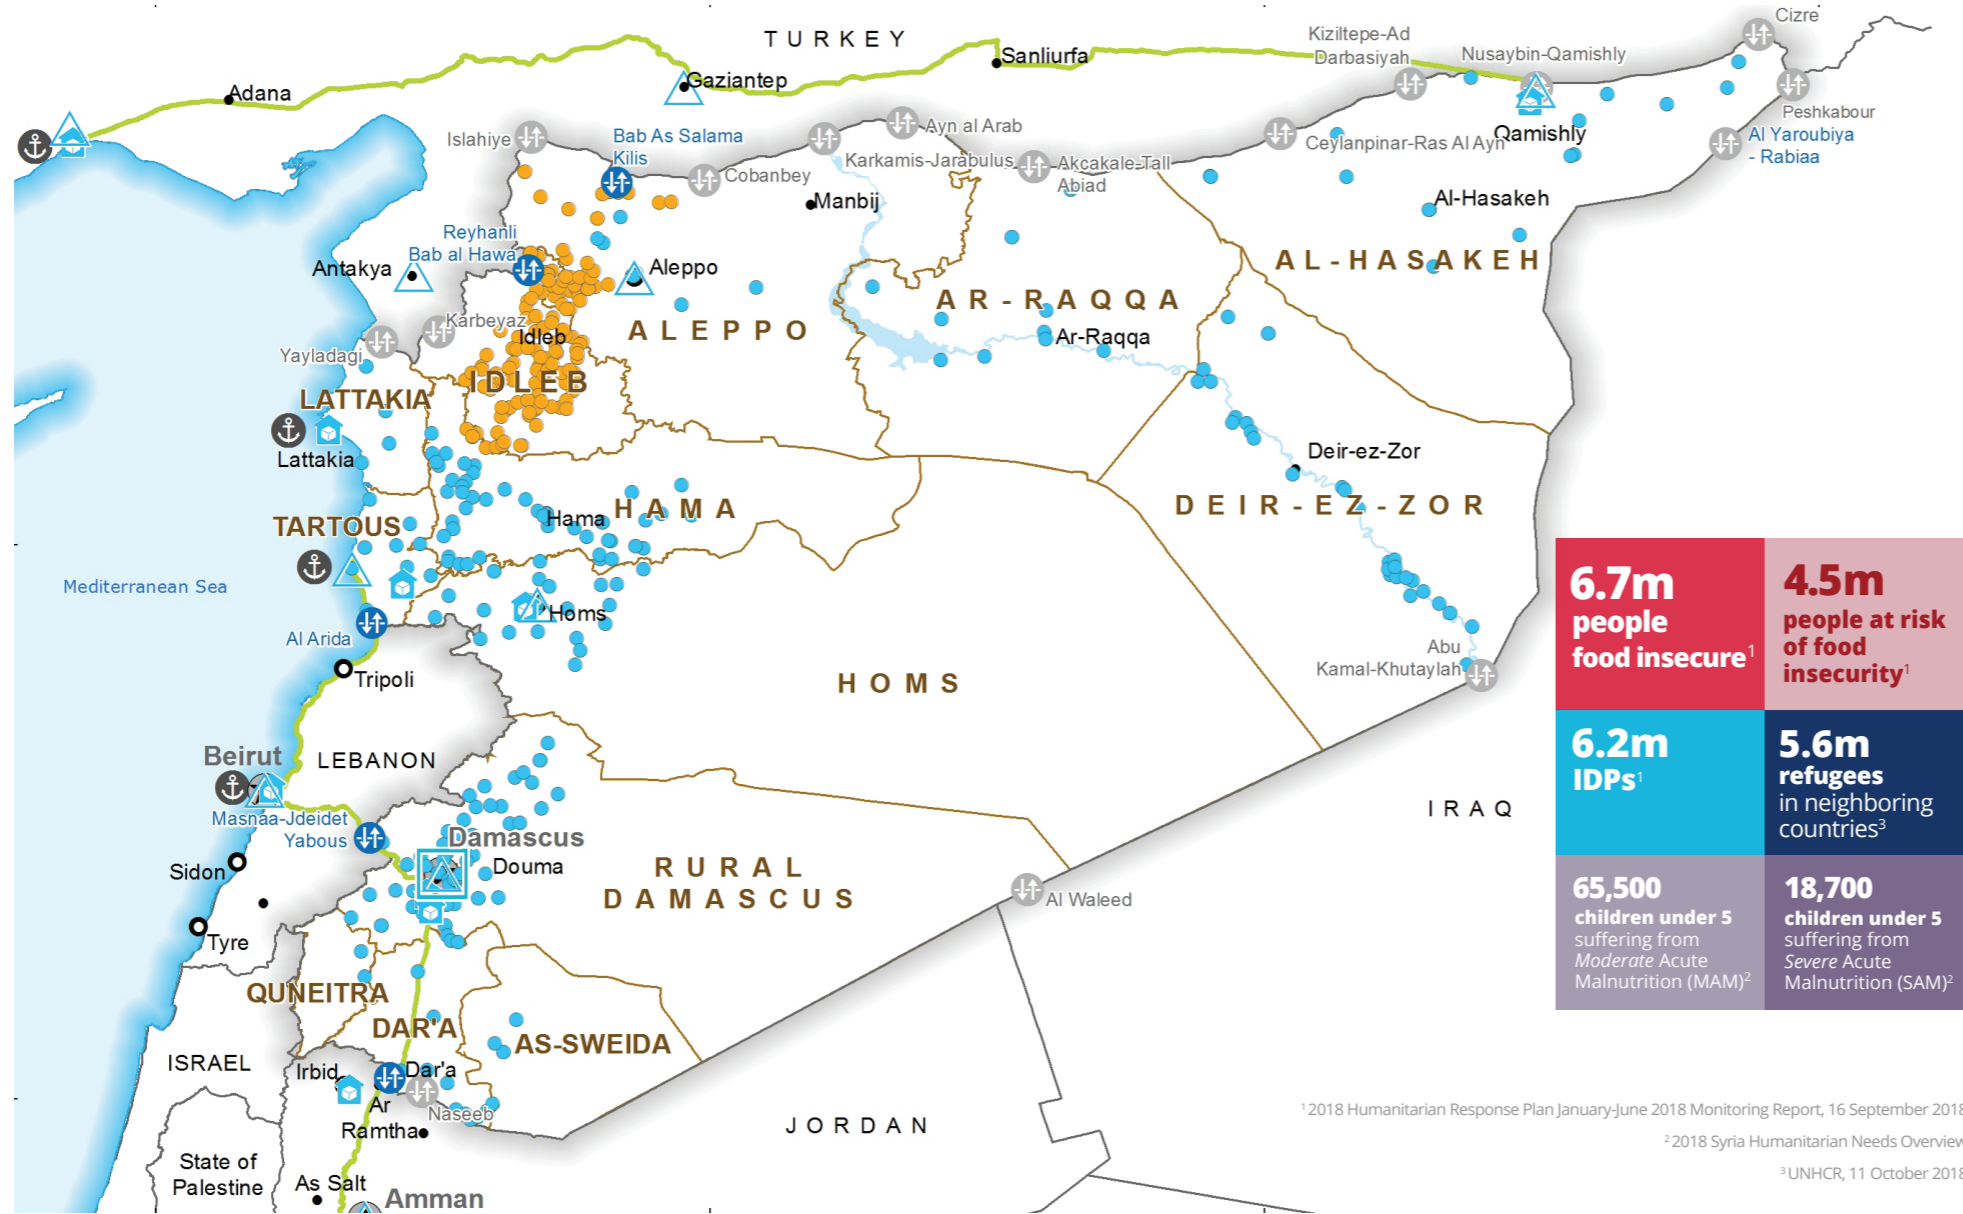 TURKEY
Cizre
Kiziltepe-Ad
Darbasiyah
Nusaybin-Qamishly
Sanliurfa
Gaziantep
Adana
Peshkabour
Al Yaroubiya
- Rabiaa
Islahiye
Bab As Salama
Kilis
Ayn al Arab
Ceylanpinar-Ras Al Ayn
Qamishly
Karkamis-Jarabulus
Akcakale-Tall
Abiad
Cobanbey
Manbij
Al-Hasakeh
Reyhanli
Bab al Hawa
Antakya
Aleppo
AL-HASAKEH
AR-RAQQA
ALEPPO
Karbeyaz
Idleb
Ar-Raqqa
Yayladagi
IDLEB
LATTAKIA
Lattakia
Deir-ez-Zor
HAMA
Hama
DEIR-EZ-ZOR
TARTOUS
Mediterranean Sea
Homs
Al Arida
Abu
Kamal-Khutaylah
Tripoli
HOMS
Beirut
LEBANON
Masnaa-Jdeidet
Yabous
IRAQ
Damascus
Douma
Sidon
RURAL
DAMASCUS
Al Waleed
Tyre
QUNEITRA
DAR'A
AS-SWEIDA
ISRAEL
Irbid
Dar'a
Ar
Ramtha
Naseeb
JORDAN
State of
Palestine
As Salt
Amman
6.7m
people
food insecure1
4.5m
people at risk
of food
insecurity1
6.2m
IDPs1
5.6m
refugees
in neighboring
countries3
65,500
children under 5
suffering from
Moderate Acute
Malnutrition (MAM)2
18,700
children under 5
suffering from
Severe Acute
Malnutrition (SAM)2
1 2018 Humanitarian Response Plan January-June 2018 Monitoring Report, 16 September 2018
2 2018 Syria Humanitarian Needs Overview
3 UNHCR, 11 October 2018